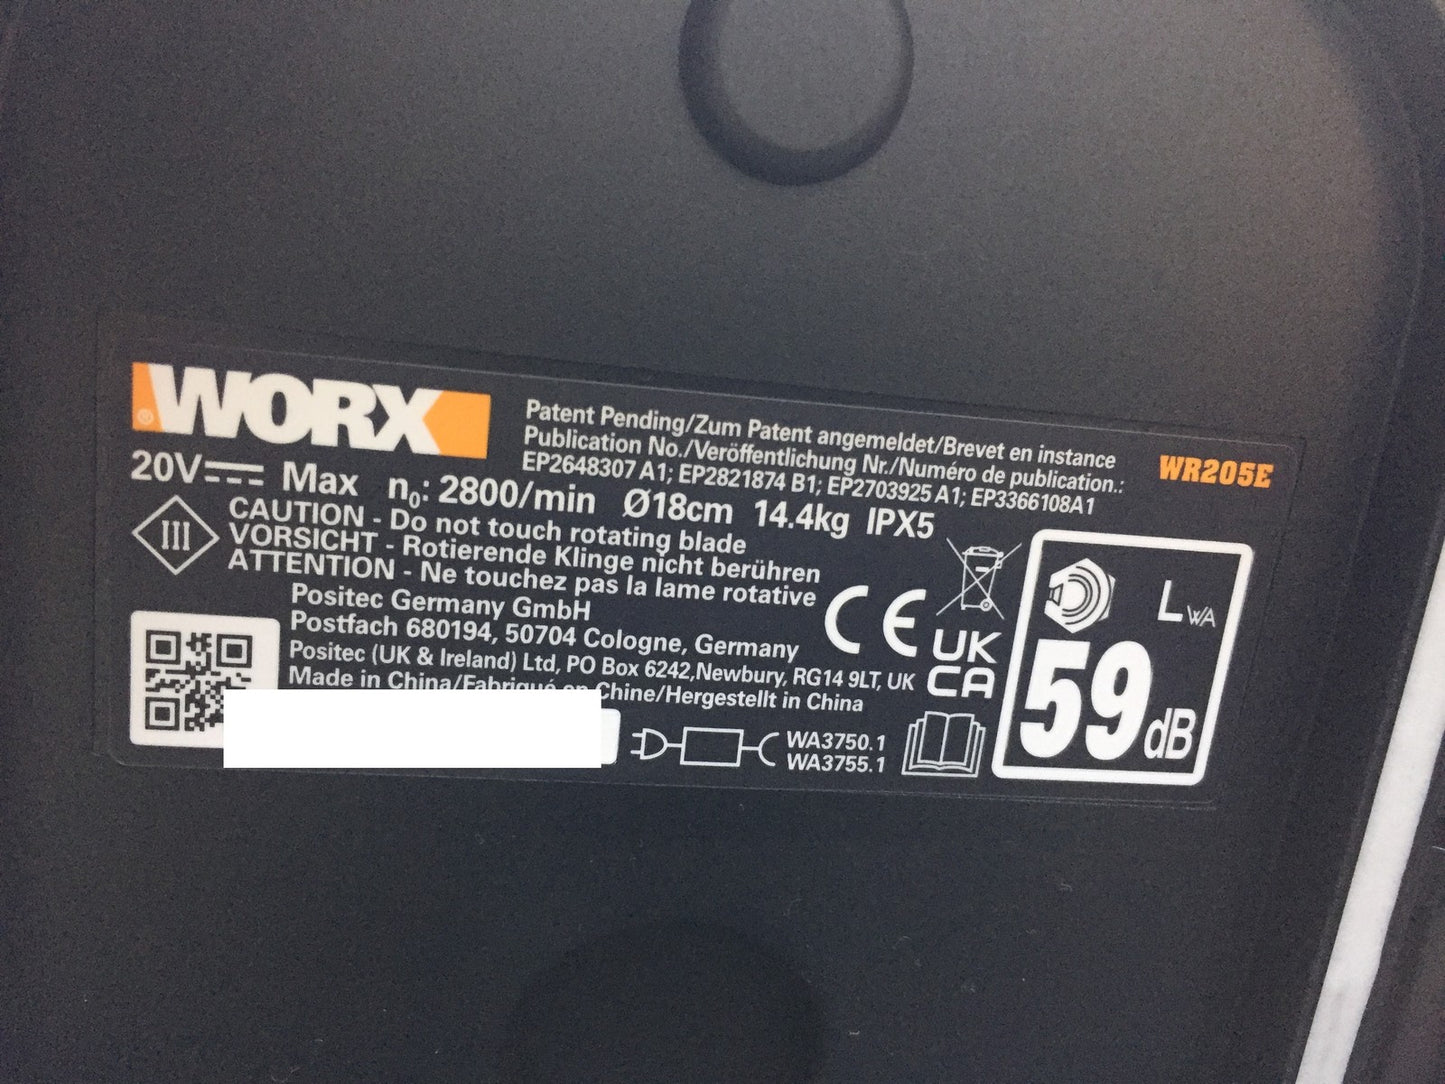 WORX
®
Patent Pending/Zum Patent angemeldet/Brevet en instance
Publication No./Veröffentlichung Nr./Numéro de publication.:
EP2648307 A1; EP2821874 B1; EP2703925 A1; EP3366108A1
WR205E
20V Max n₀: 2800/min Ø18cm 14.4kg IPX5
III
CAUTION - Do not touch rotating blade
VORSICHT - Rotierende Klinge nicht berühren
ATTENTION - Ne touchez pas la lame rotative
Positec Germany GmbH
Postfach 680194, 50704 Cologne, Germany
Positec (UK & Ireland) Ltd, PO Box 6242,Newbury, RG14 9LT, UK
Made in China/Fabriqué en Chine/Hergestellt in China
CE
UK
CA
WA3750.1
WA3755.1
LWA
59dB